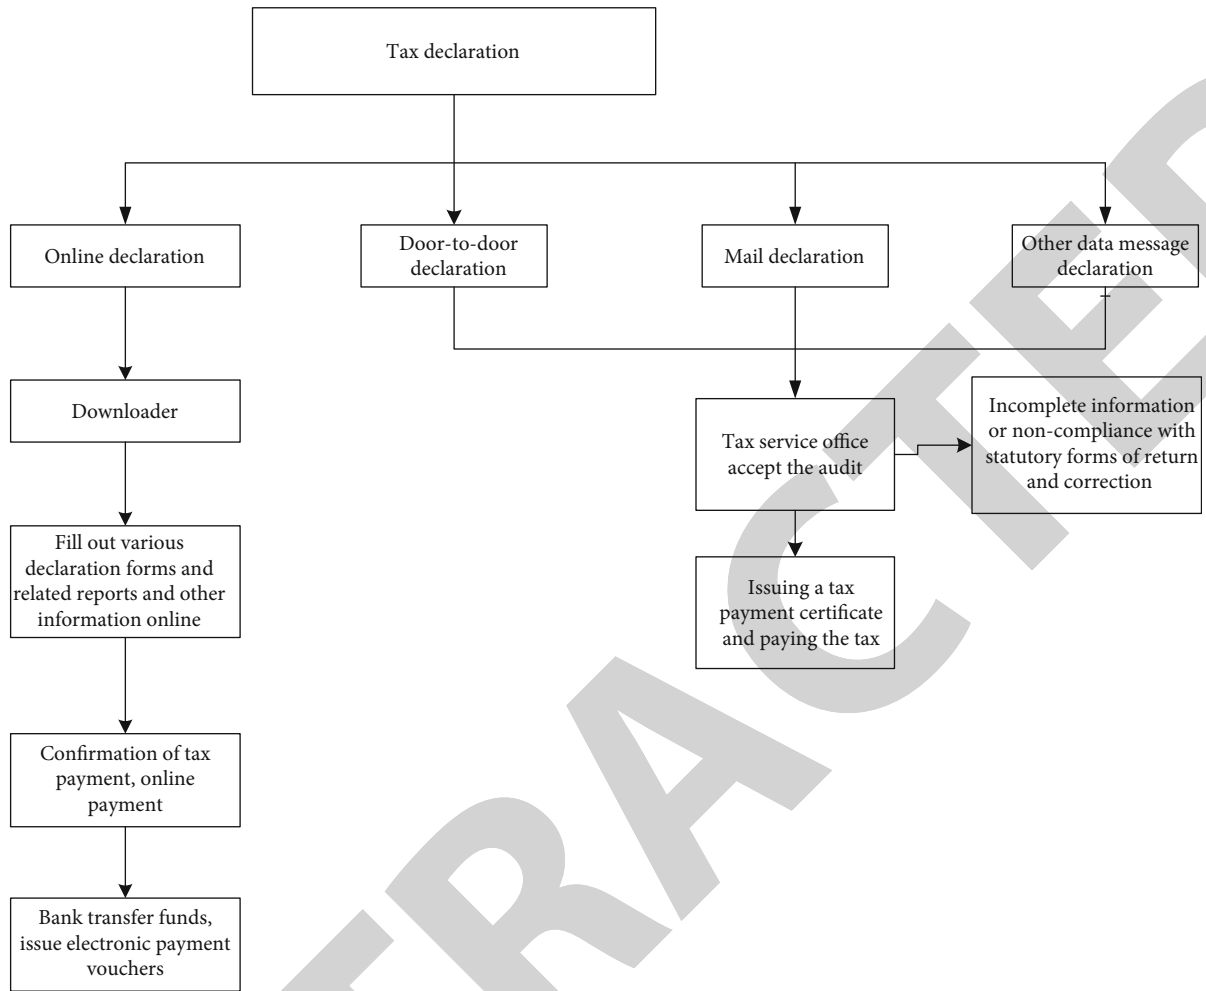 Tax declaration
Online declaration
Door-to-door
declaration
Mail declaration
Other data message
declaration
Downloader
Tax service office
accept the audit
Incomplete information
or non-compliance with
statutory forms of return
and correction
Fill out various
declaration forms and
related reports and other
information online
Issuing a tax
payment certificate
and paying the tax
Confirmation of tax
payment, online
payment
Bank transfer funds,
issue electronic payment
vouchers